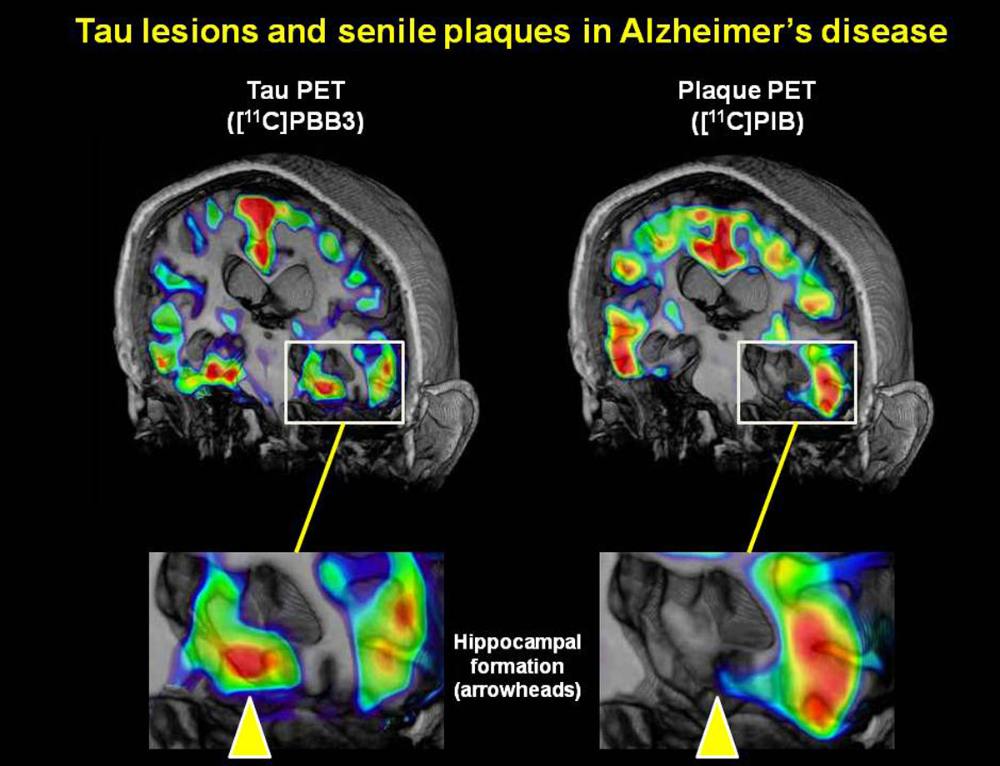 Tau lesions and senile plaques in Alzheimer’s disease
Tau PET
([¹¹C]PBB3)
Plaque PET
([¹¹C]PIB)
Hippocampal
formation
(arrowheads)